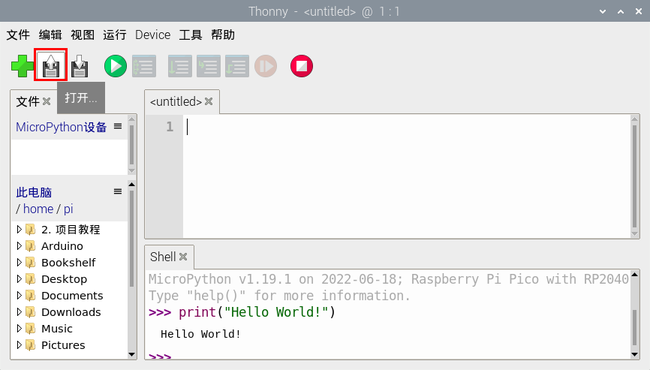 Thonny - <untitled> @ 1:1
文件 编辑 视图 运行 Device 工具 帮助
打开...
文件
MicroPython设备
此电脑
/ home / pi
2. 项目教程
Arduino
Bookshelf
Desktop
Documents
Downloads
Music
Pictures
<untitled>
1
Shell
MicroPython v1.19.1 on 2022-06-18; Raspberry Pi Pico with RP2040
Type "help()" for more information.
>>> print("Hello World!")
Hello World!
>>>